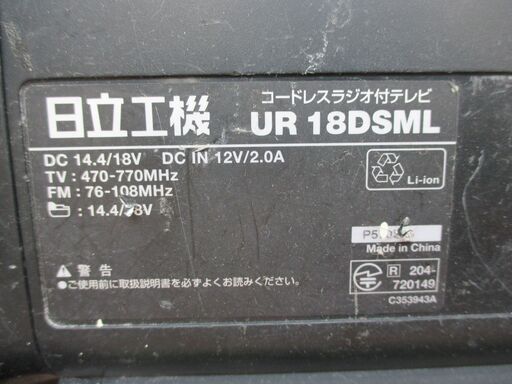 日立工機
コードレスラジオ付テレビ
UR 18DSML
DC 14.4/18V DC IN 12V/2.0A
TV : 470-770MHz
FM : 76-108MHz
: 14.4/18V
Li-ion
Made in China
警告
●ご使用前に取扱説明書を必ずよくお読みください。
R 204-
720149
C353943A